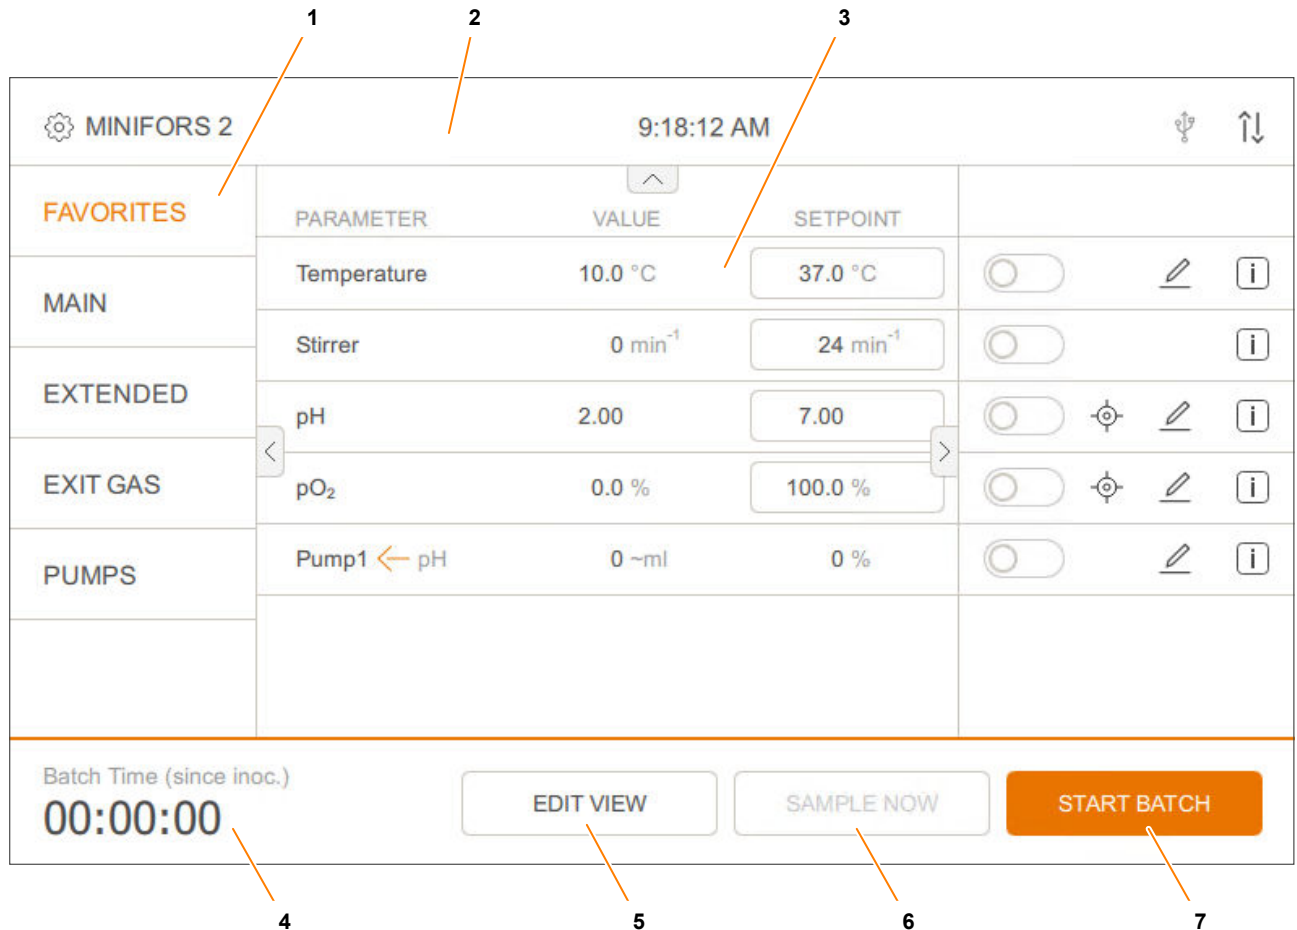 1 2 3
MINIFORS 2 9:18:12 AM
FAVORITES
PARAMETER VALUE SETPOINT
Temperature 10.0 °C 37.0 °C i
MAIN
Stirrer 0 min⁻¹ 24 min⁻¹ i
EXTENDED
pH 2.00 7.00 i
EXIT GAS
pO₂ 0.0 % 100.0 % i
Pump1 pH 0 ~ml 0 % i
PUMPS
Batch Time (since inoc.)
00:00:00
EDIT VIEW SAMPLE NOW START BATCH
4 5 6 7